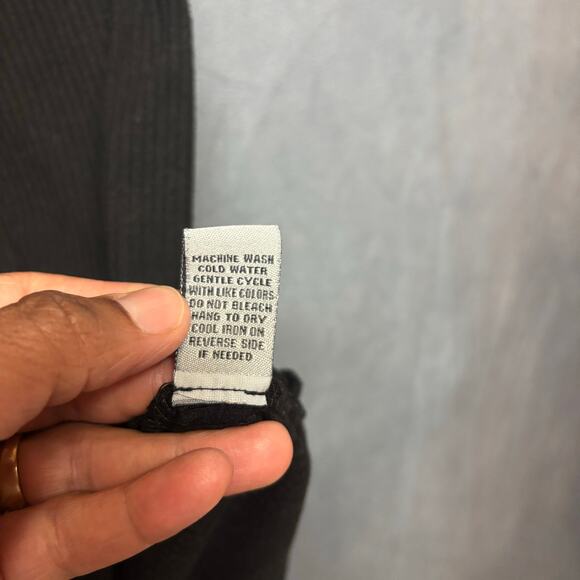 MACHINE WASH
COLD WATER
GENTLE CYCLE
WITH LIKE COLORS
DO NOT BLEACH
HANG TO DRY
COOL IRON ON
REVERSE SIDE
IF NEEDED